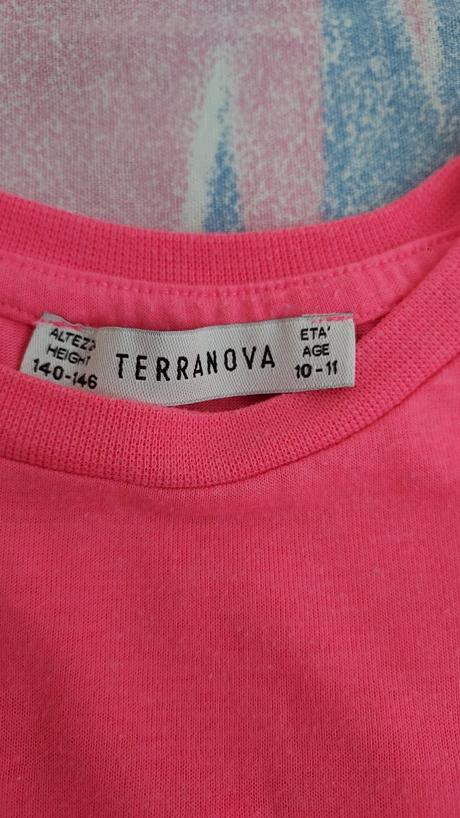 ALTEZZ
HEIGHT
140-146
TERRANOVA
ETA'
AGE
10-11